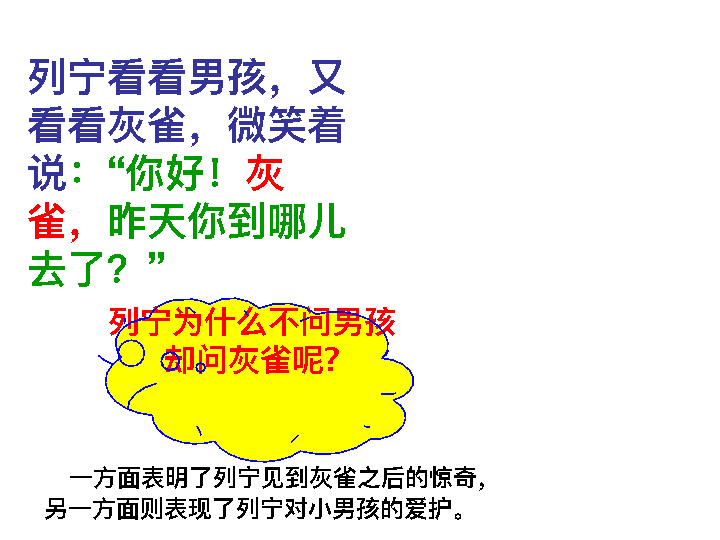 列宁看看男孩，又
看看灰雀，微笑着
说：“你好！灰
雀，昨天你到哪儿
去了？”
列宁为什么不问男孩
却问灰雀呢？
一方面表明了列宁见到灰雀之后的惊奇，
另一方面则表现了列宁对小男孩的爱护。